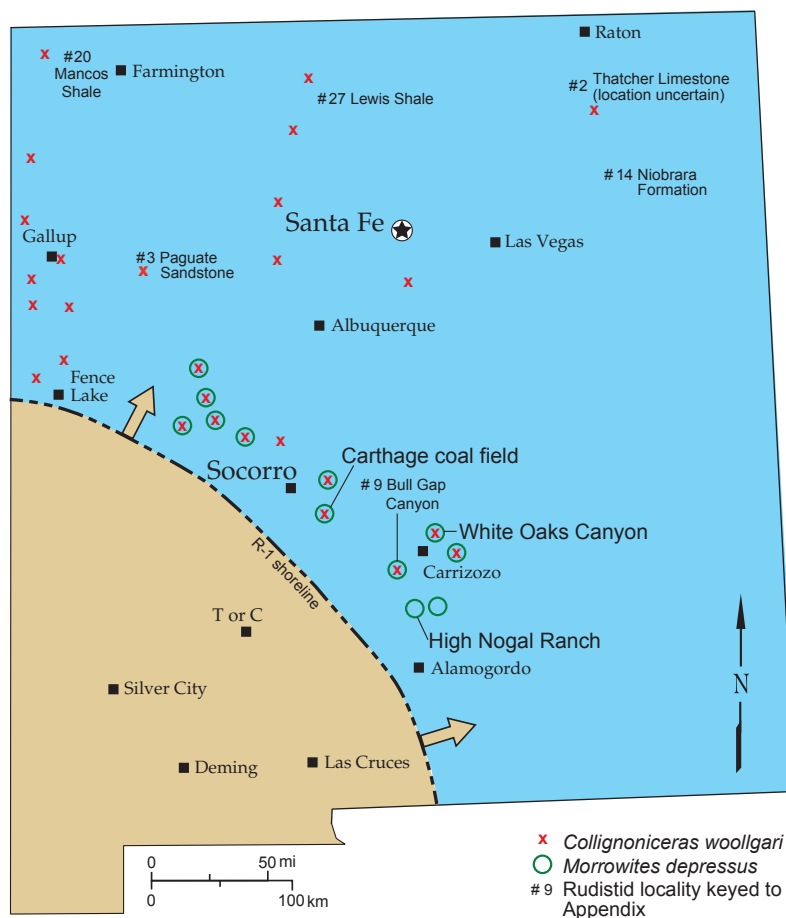 Raton
#20
Mancos
Shale
Farmington
#27 Lewis Shale
#2 Thatcher Limestone
(location uncertain)
#14 Niobrara
Formation
Santa Fe
Las Vegas
Gallup
#3 Paguate
Sandstone
Albuquerque
Fence
Lake
Socorro
Carthage coal field
#9 Bull Gap
Canyon
White Oaks Canyon
Carrizozo
R-1 shoreline
T or C
High Nogal Ranch
Alamogordo
Silver City
N
Deming
Las Cruces
0 50 mi
0 100 km
x Collignoniceras woollgari
Morrowites depressus
#9 Rudistid locality keyed to
Appendix